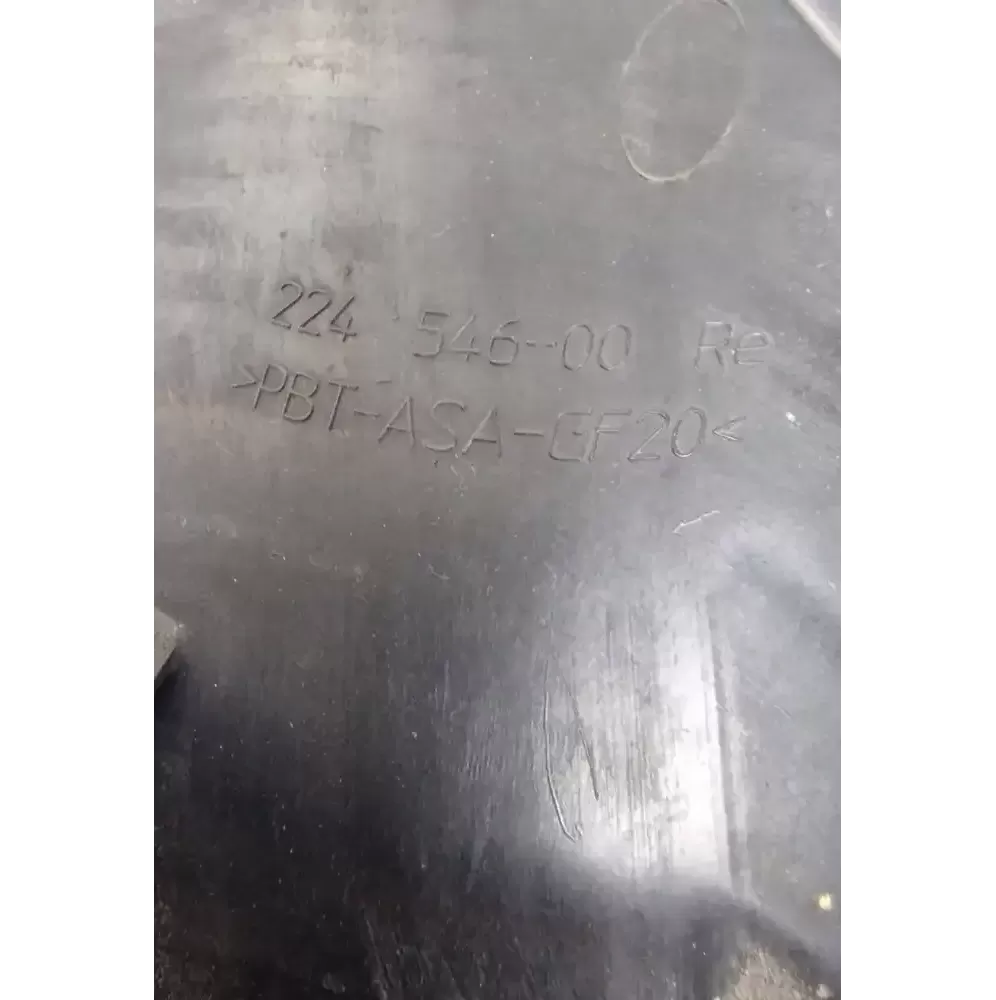 224 546-00 Re
>PBT-ASA-GF20<